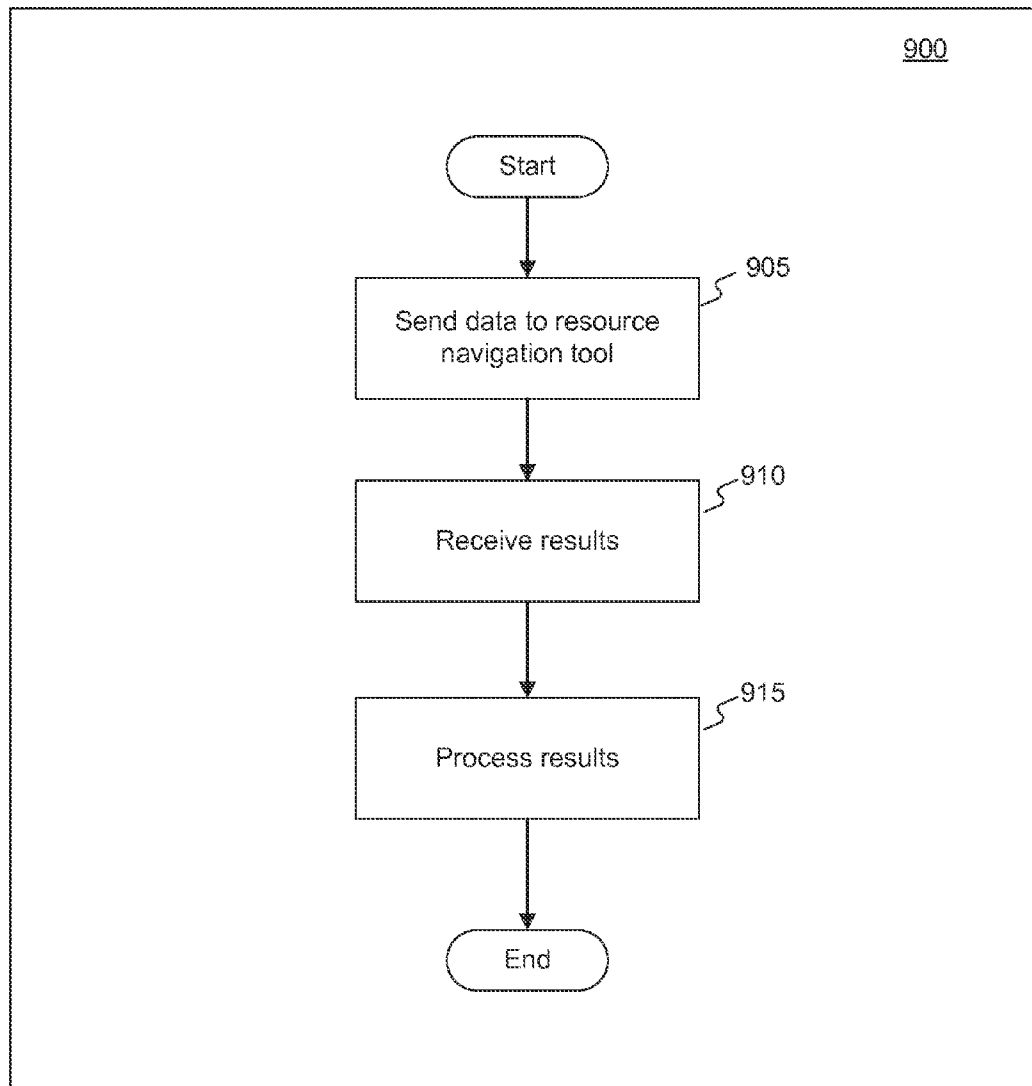 900
Start
905
Send data to resource
navigation tool
910
Receive results
915
Process results
End